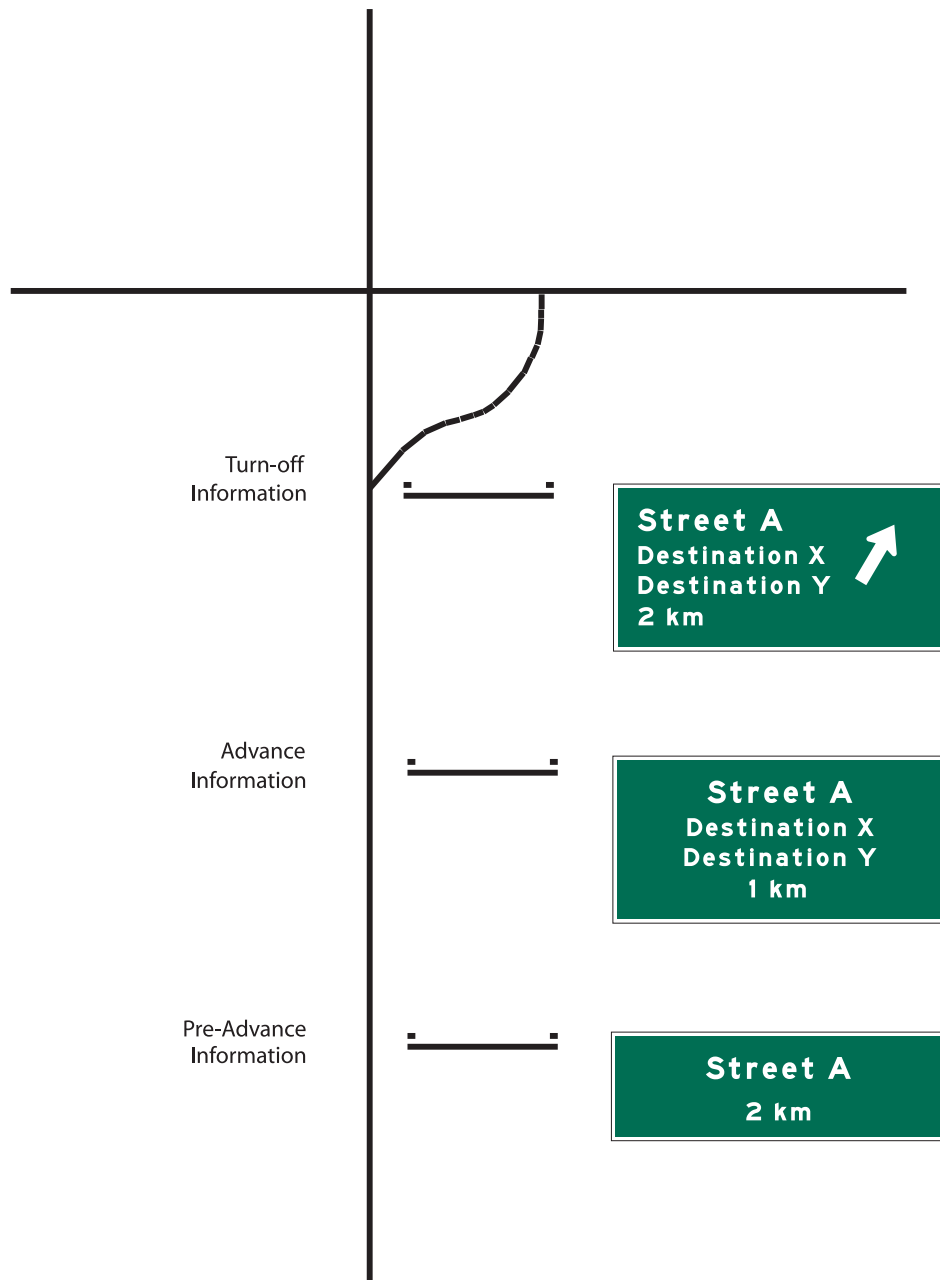 Turn-off
Information
Street A
Destination X
Destination Y
2 km
Advance
Information
Street A
Destination X
Destination Y
1 km
Pre-Advance
Information
Street A
2 km